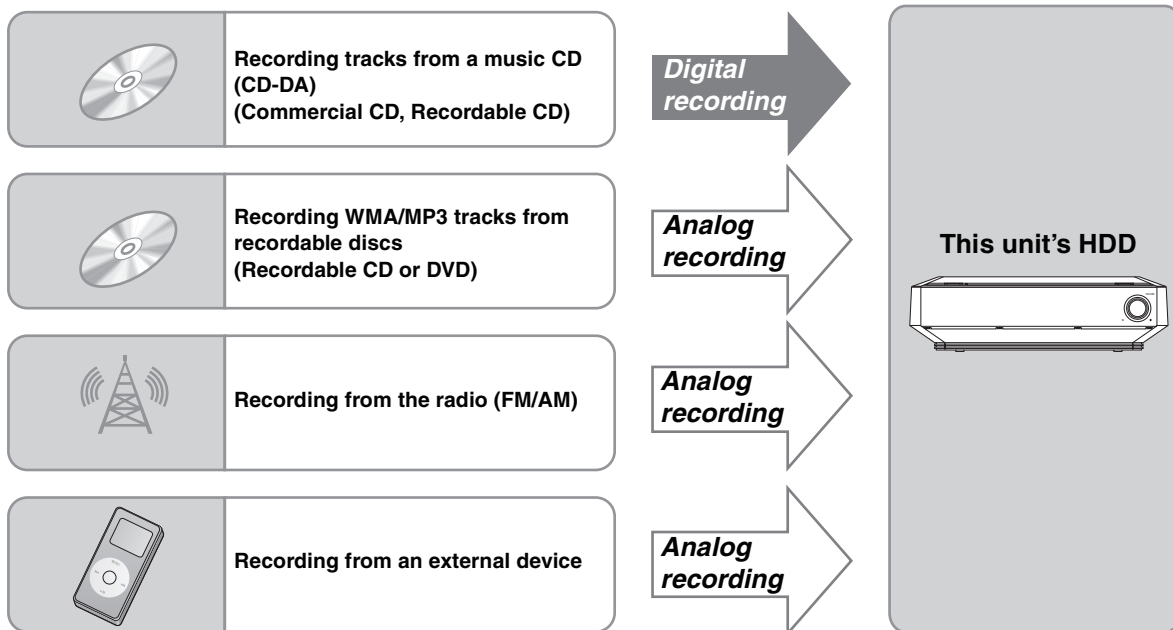 Recording tracks from a music CD
(CD-DA)
(Commercial CD, Recordable CD)
Digital
recording
Recording WMA/MP3 tracks from
recordable discs
(Recordable CD or DVD)
Analog
recording
Recording from the radio (FM/AM)
Analog
recording
Recording from an external device
Analog
recording
This unit's HDD